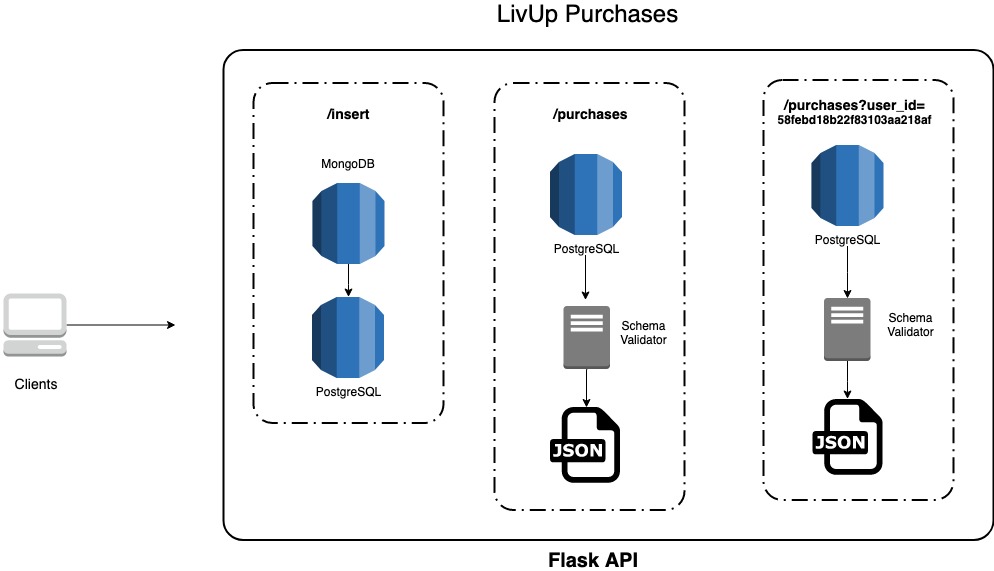 LivUp Purchases
/insert
MongoDB
PostgreSQL
/purchases
PostgreSQL
Schema
Validator
JSON
/purchases?user_id=
58febd18b22f83103aa218af
PostgreSQL
Schema
Validator
JSON
Clients
Flask API